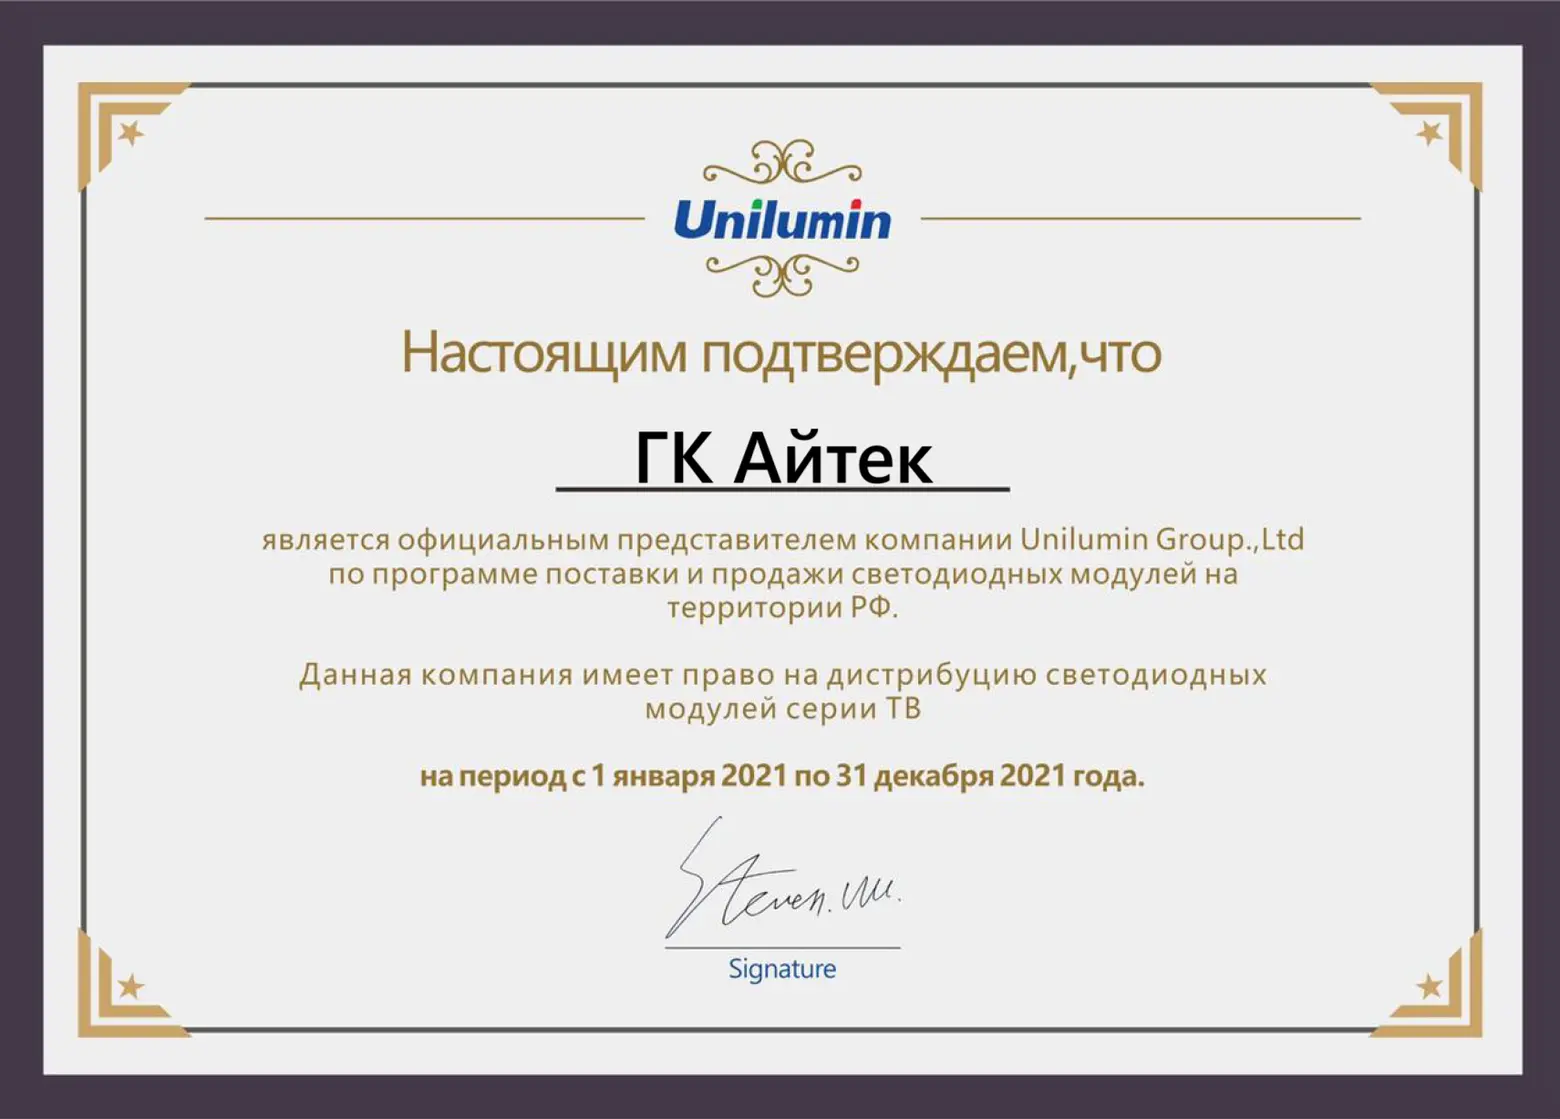 Unilumin
Настоящим подтверждаем,что
ГК Айтек
является официальным представителем компании Unilumin Group.,Ltd
по программе поставки и продажи светодиодных модулей на
территории РФ.
Данная компания имеет право на дистрибуцию светодиодных
модулей серии ТВ
на период с 1 января 2021 по 31 декабря 2021 года.
Steven.
Signature